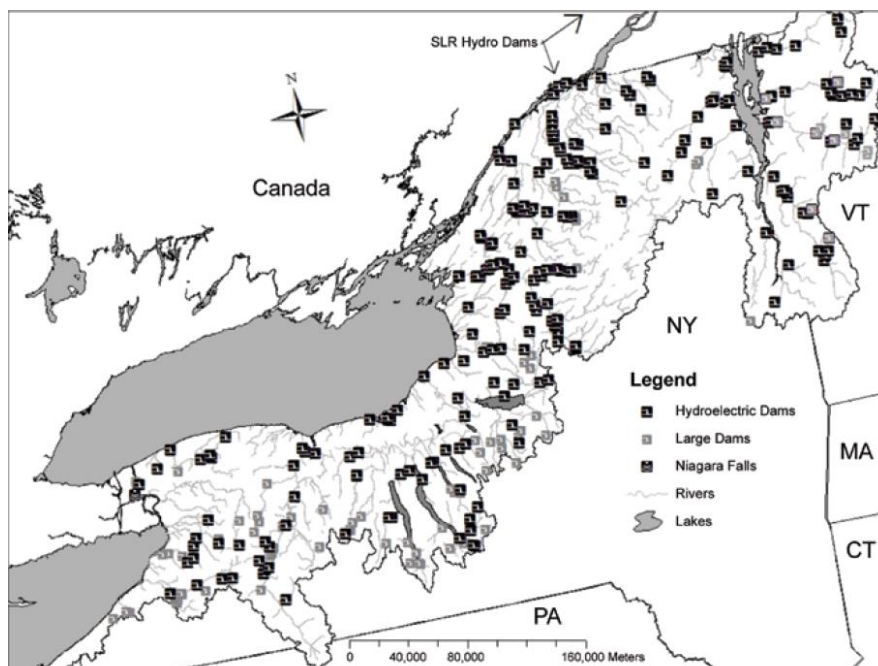 SLR Hydro Dams
N
Canada
VT
NY
Legend
Hydroelectric Dams
Large Dams
Niagara Falls
Rivers
Lakes
MA
CT
PA
0 40,000 80,000 160,000 Meters